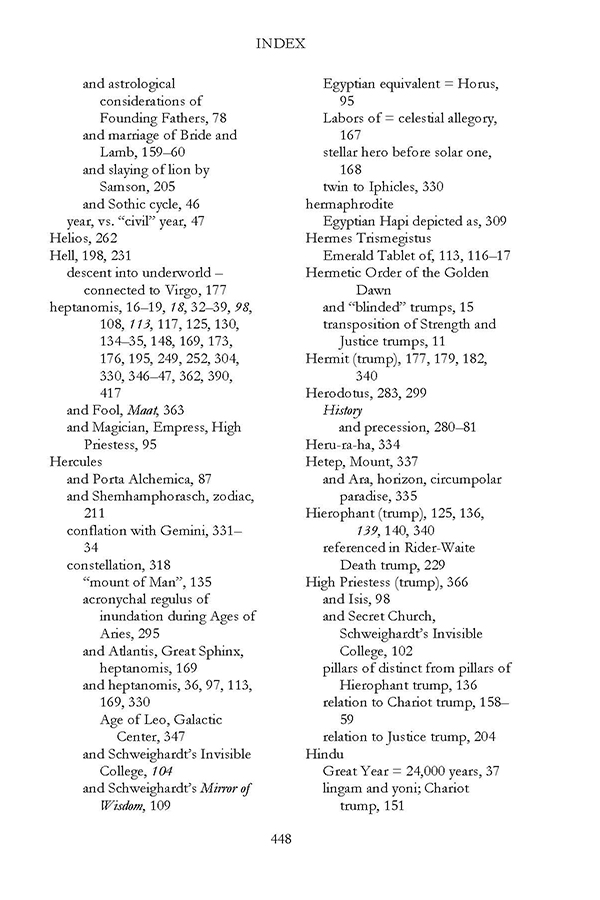 INDEX
and astrological
considerations of
Founding Fathers, 78
and marriage of Bride and
Lamb, 159–60
and slaying of lion by
Samson, 205
and Sothic cycle, 46
year, vs. “civil” year, 47
Helios, 262
Hell, 198, 231
descent into underworld –
connected to Virgo, 177
heptanomis, 16–19, 18, 32–39, 98,
108, 113, 117, 125, 130,
134–35, 148, 169, 173,
176, 195, 249, 252, 304,
330, 346–47, 362, 390,
417
and Fool, Maat, 363
and Magician, Empress, High
Priestess, 95
Hercules
and Porta Alchemica, 87
and Shemhamphorasch, zodiac,
211
conflation with Gemini, 331–
34
constellation, 318
“mount of Man”, 135
acronychal regulus of
inundation during Ages of
Aries, 295
and Atlantis, Great Sphinx,
heptanomis, 169
and heptanomis, 36, 97, 113,
169, 330
Age of Leo, Galactic
Center, 347
and Schweighardt’s Invisible
College, 104
and Schweighardt’s Mirror of
Wisdom, 109
Egyptian equivalent = Horus,
95
Labors of = celestial allegory,
167
stellar hero before solar one,
168
twin to Iphicles, 330
hermaphrodite
Egyptian Hapi depicted as, 309
Hermes Trismegistus
Emerald Tablet of, 113, 116–17
Hermetic Order of the Golden
Dawn
and “blinded” trumps, 15
transposition of Strength and
Justice trumps, 11
Hermit (trump), 177, 179, 182,
340
Herodotus, 283, 299
History
and precession, 280–81
Heru-ra-ha, 334
Hetep, Mount, 337
and Ara, horizon, circumpolar
paradise, 335
Hierophant (trump), 125, 136,
139, 140, 340
referenced in Rider-Waite
Death trump, 229
High Priestess (trump), 366
and Isis, 98
and Secret Church,
Schweighardt’s Invisible
College, 102
pillars of distinct from pillars of
Hierophant trump, 136
relation to Chariot trump, 158–
59
relation to Justice trump, 204
Hindu
Great Year = 24,000 years, 37
lingam and yoni; Chariot
trump, 151
448